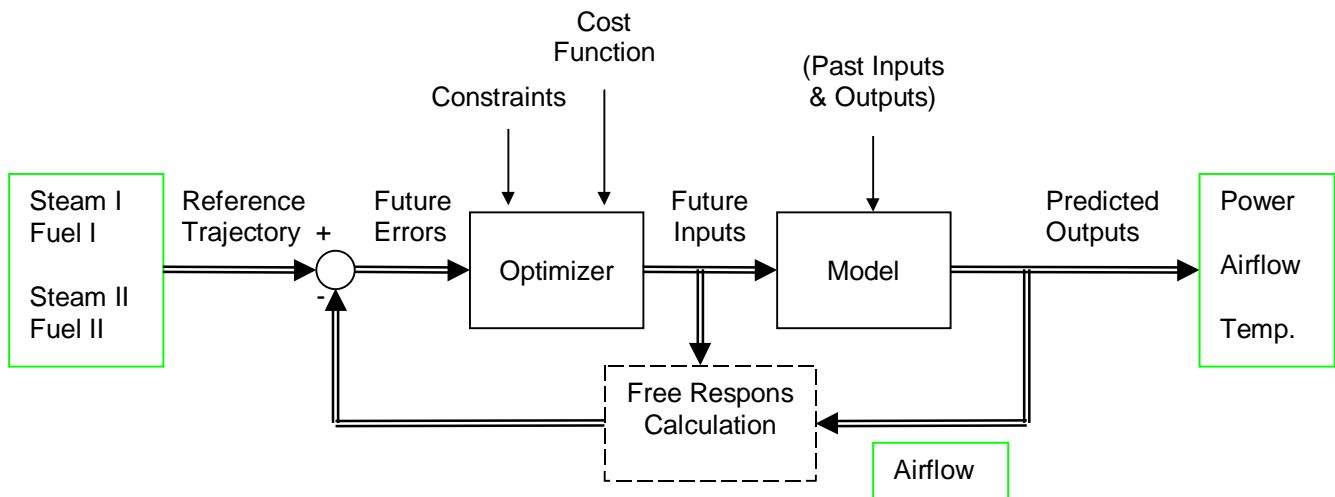 Cost
Function
(Past Inputs
& Outputs)
Constraints
Steam I
Fuel I
Steam II
Fuel II
Reference
Trajectory
+
-
Future
Errors
Optimizer
Future
Inputs
Model
Predicted
Outputs
Power
Airflow
Temp.
Free Respons
Calculation
Airflow